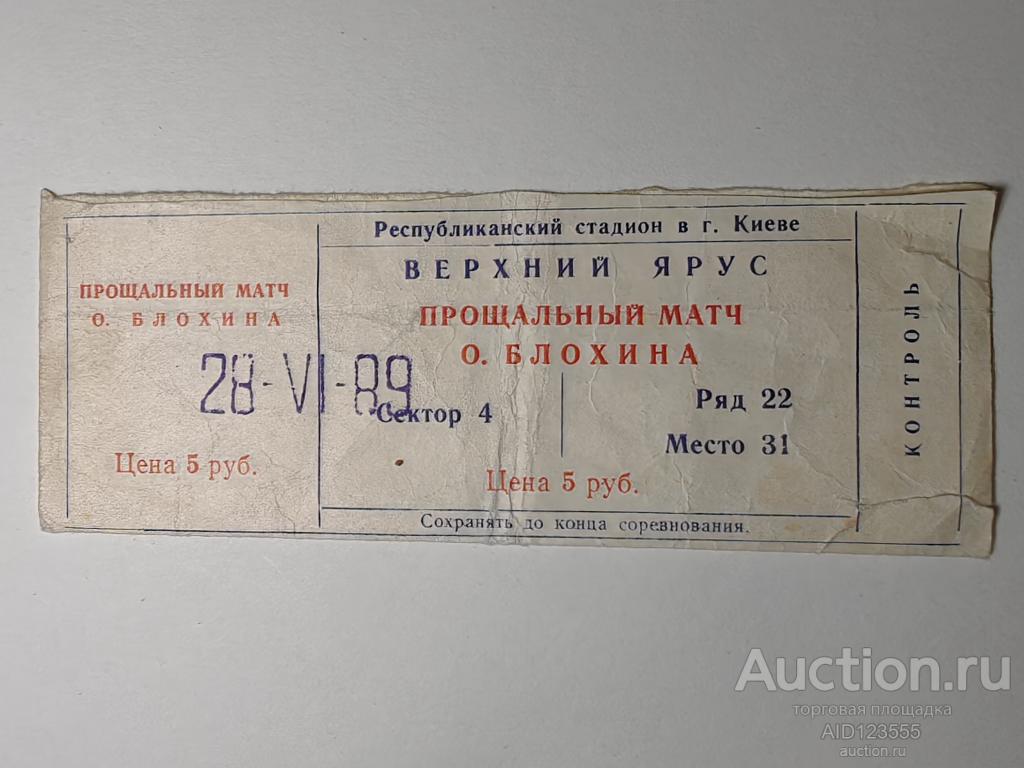 ПРОЩАЛЬНЫЙ МАТЧ
О. БЛОХИНА
28-VI-89
Цена 5 руб.
Республиканский стадион в г. Киеве
ВЕРХНИЙ ЯРУС
ПРОЩАЛЬНЫЙ МАТЧ
О. БЛОХИНА
Сектор 4
Ряд 22
Место 31
Цена 5 руб.
Сохранять до конца соревнования.
КОНТРОЛЬ
Auction.ru
торговая площадка
AID123555
auction.ru